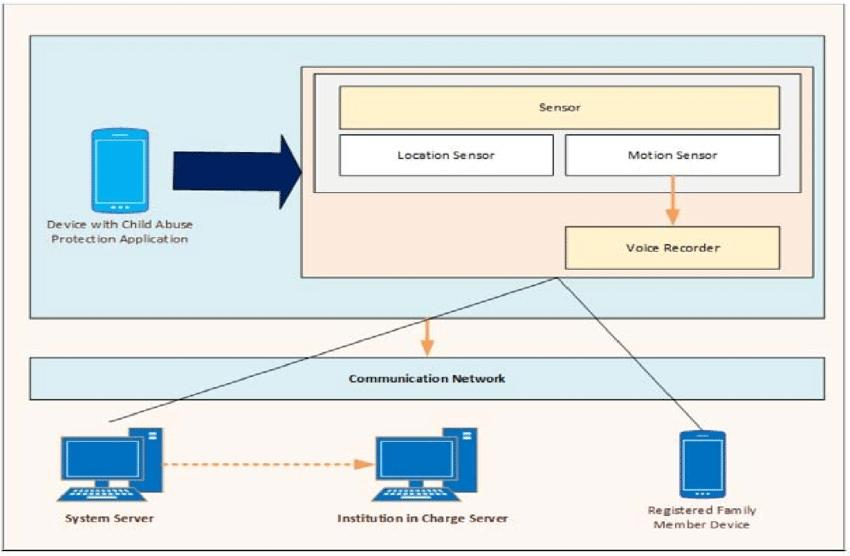 Sensor
Location Sensor
Motion Sensor
Device with Child Abuse
Protection Application
Voice Recorder
Communication Network
System Server
Institution in Charge Server
Registered Family
Member Device